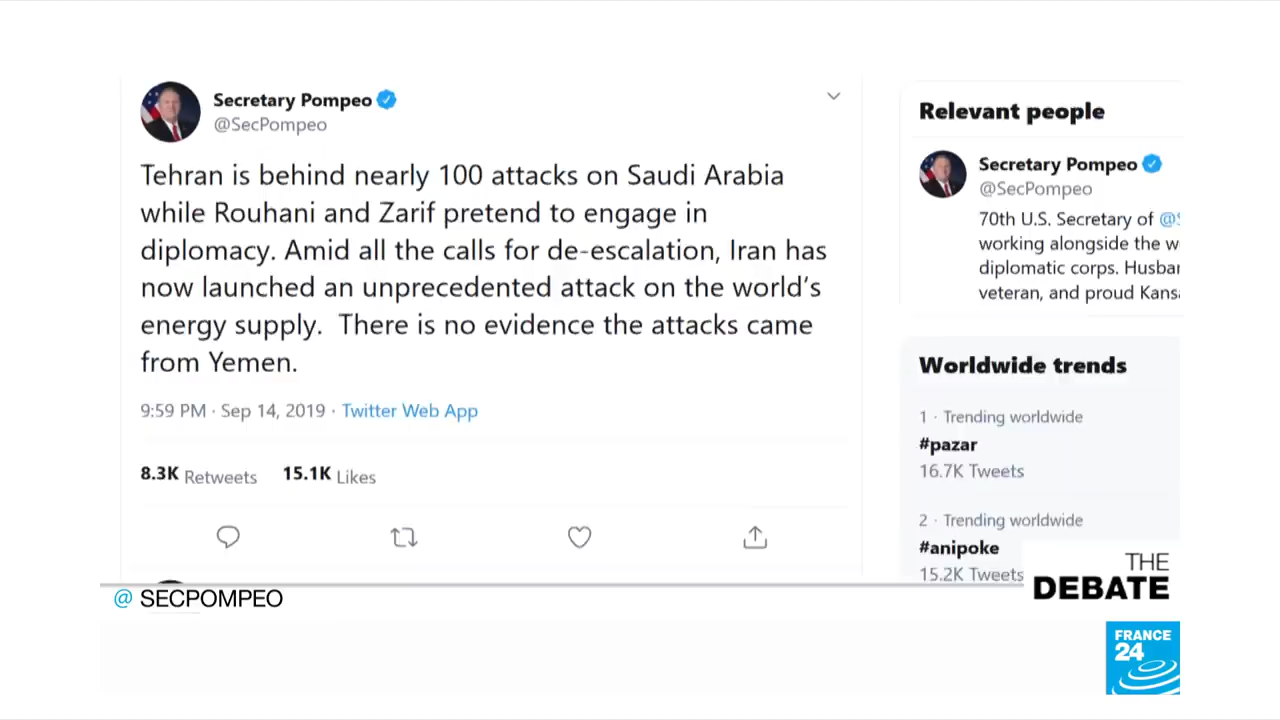 Secretary Pompeo
@SecPompeo
Tehran is behind nearly 100 attacks on Saudi Arabia
while Rouhani and Zarif pretend to engage in
diplomacy. Amid all the calls for de-escalation, Iran has
now launched an unprecedented attack on the world's
energy supply.  There is no evidence the attacks came
from Yemen.
9:59 PM · Sep 14, 2019 · Twitter Web App
8.3K Retweets 15.1K Likes
Relevant people
Secretary Pompeo
@SecPompeo
70th U.S. Secretary of
working alongside the
diplomatic corps.
veteran, and proud
Worldwide trends
1 · Trending worldwide
#pazar
16.7K Tweets
2 · Trending worldwide
#anipoke
15.2K Tweets
@ SECPOMPEO
THE
DEBATE
FRANCE
24